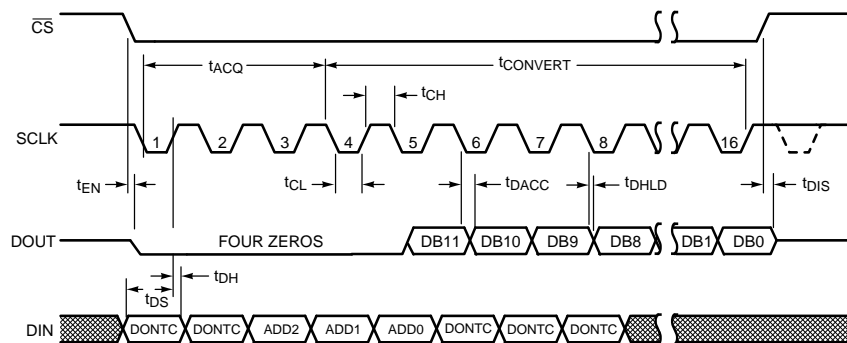 CS
tACQ
tCONVERT
tCH
SCLK
1 2 3 4 5 6 7 8 16
tEN
tCL
tDACC
tDHLD
tDIS
DOUT
FOUR ZEROS
DB11 DB10 DB9 DB8 DB1 DB0
tDH
tDS
DIN
DONTC DONTC ADD2 ADD1 ADD0 DONTC DONTC DONTC